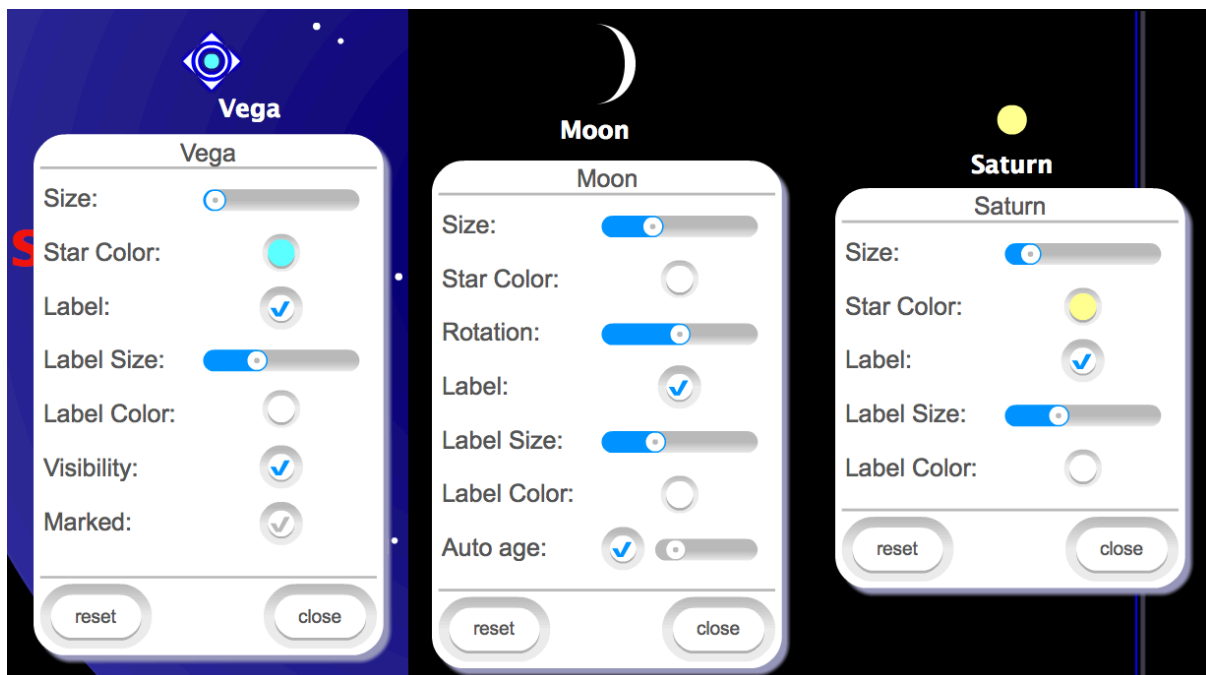 Vega
Vega
Size:
Star Color:
Label:
Label Size:
Label Color:
Visibility:
Marked:
reset close
Moon
Moon
Size:
Star Color:
Rotation:
Label:
Label Size:
Label Color:
Auto age:
reset close
Saturn
Saturn
Size:
Star Color:
Label:
Label Size:
Label Color:
reset close